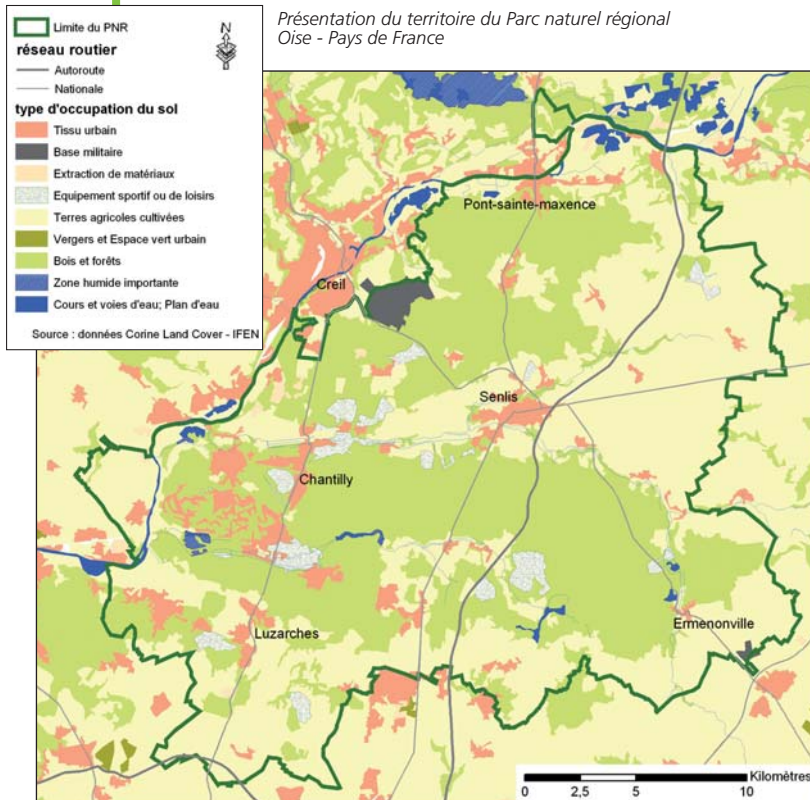 Présentation du territoire du Parc naturel régional
Oise - Pays de France
Limite du PNR
N
réseau routier
Autoroute
Nationale
type d'occupation du sol
Tissu urbain
Base militaire
Extraction de matériaux
Equipement sportif ou de loisirs
Terres agricoles cultivées
Vergers et Espace vert urbain
Bois et forêts
Zone humide importante
Cours et voies d'eau; Plan d'eau
Source : données Corine Land Cover - IFEN
Pont-sainte-maxence
Creil
Senlis
Chantilly
Ermenonville
Luzarches
Kilomètres
0 2,5 5 10